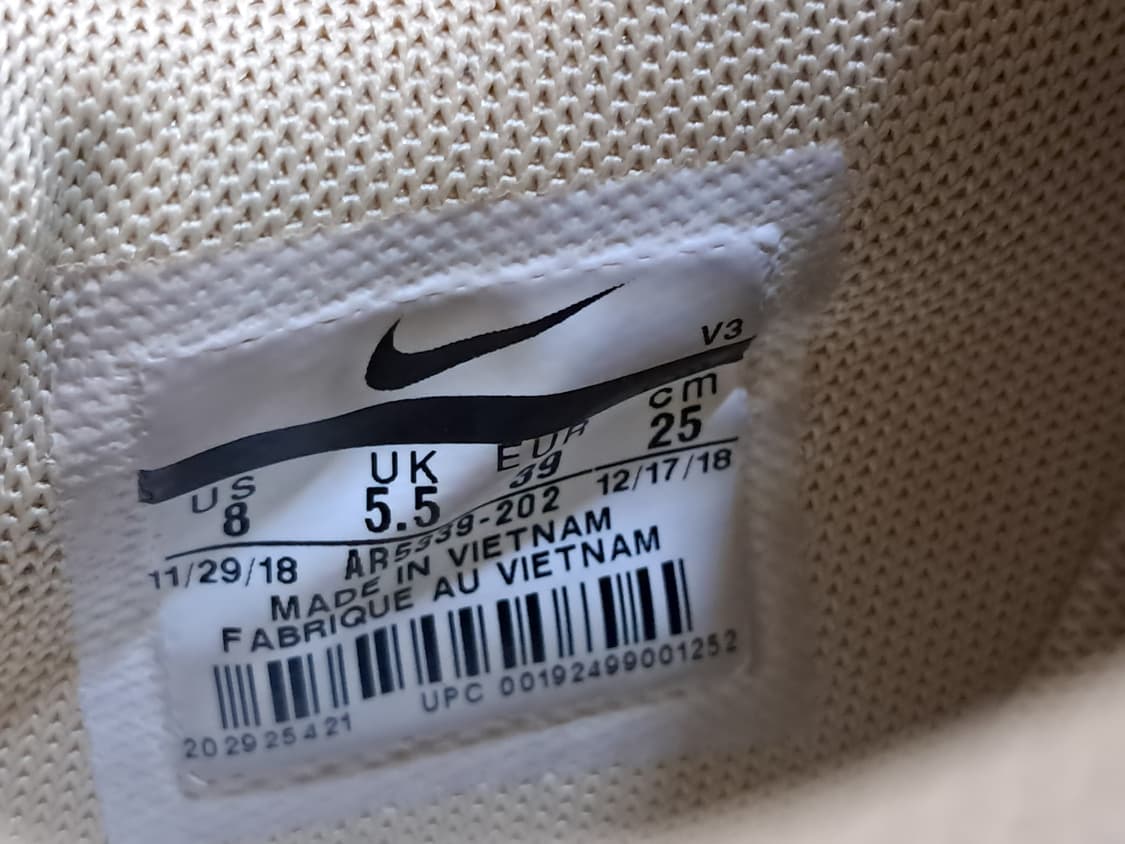 V3
US UK EUR cm
8 5.5 39 25
11/29/18 AR5339-202 12/17/18
MADE IN VIETNAM
FABRIQUE AU VIETNAM
202925421 UPC 00192499001252